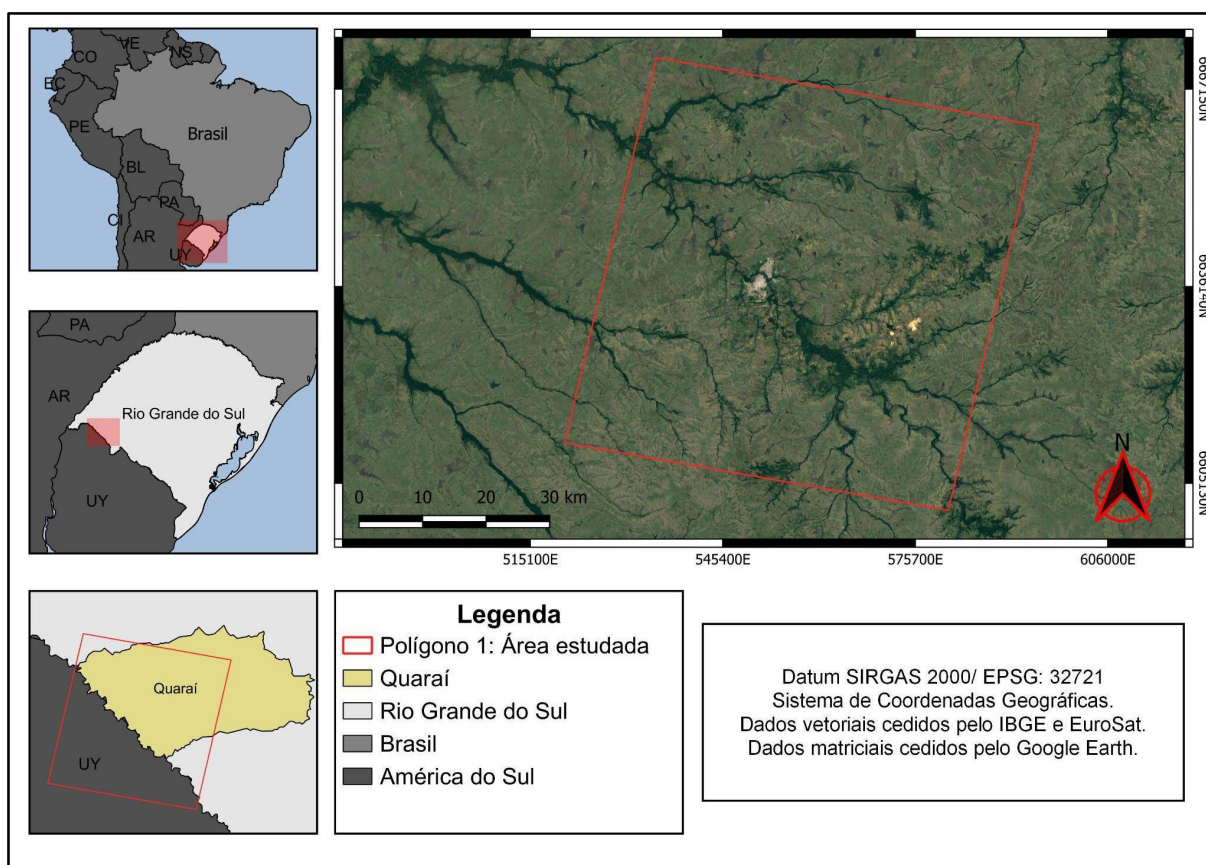 CO
VE
NS
EC
PE
Brasil
BL
PA
CI
AR
UY
PA
AR
Rio Grande do Sul
UY
Quaraí
UY
6667150N
6636140N
6605130N
N
0 10 20 30 km
515100E 545400E 575700E 606000E
Legenda
Polígono 1: Área estudada
Quaraí
Rio Grande do Sul
Brasil
América do Sul
Datum SIRGAS 2000/ EPSG: 32721
Sistema de Coordenadas Geográficas.
Dados vetoriais cedidos pelo IBGE e EuroSat.
Dados matriciais cedidos pelo Google Earth.